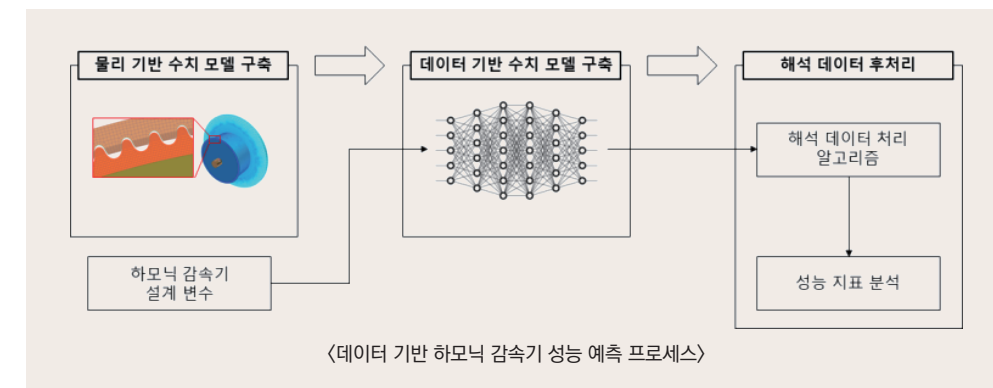 물리 기반 수치 모델 구축
데이터 기반 수치 모델 구축
해석 데이터 후처리
해석 데이터 처리
알고리즘
하모닉 감속기
설계 변수
성능 지표 분석
〈데이터 기반 하모닉 감속기 성능 예측 프로세스〉